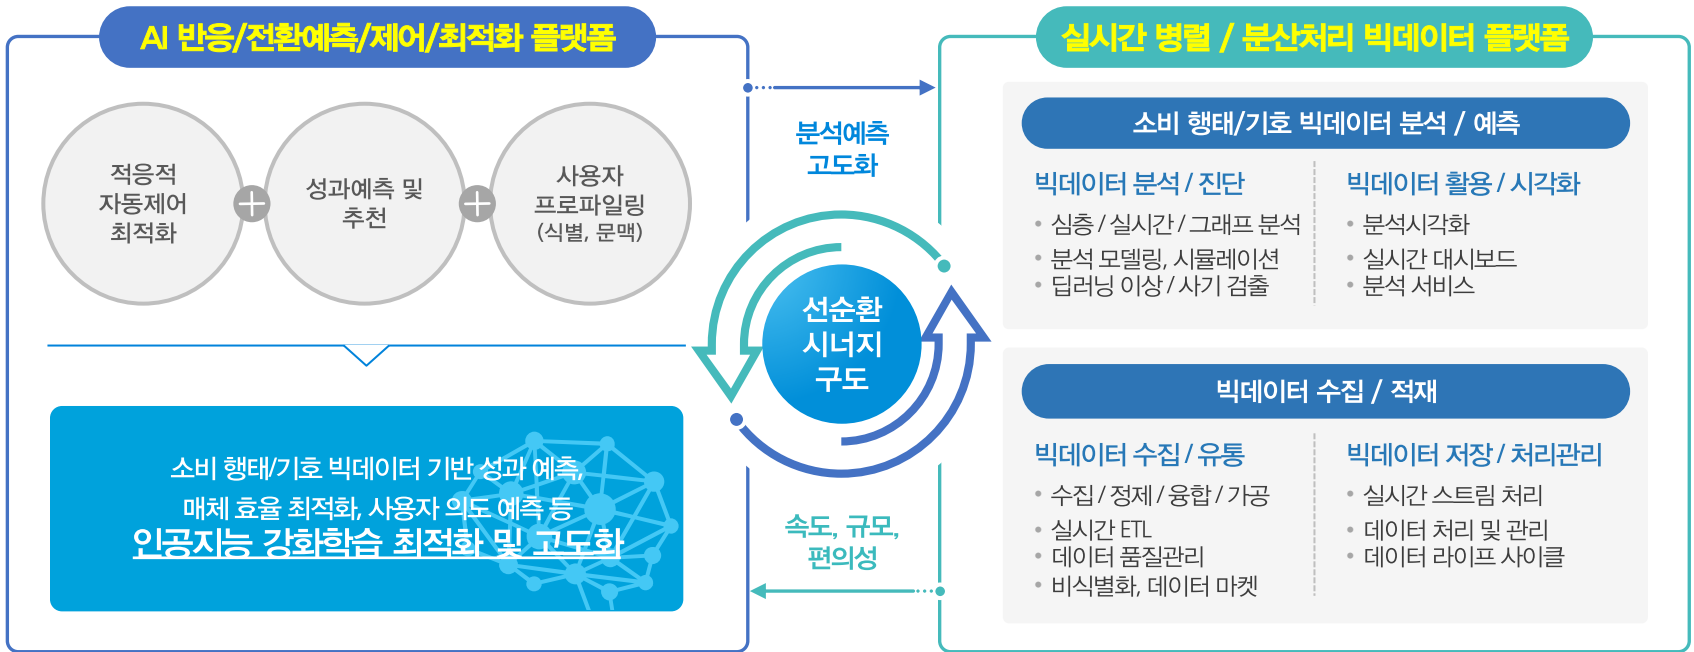 AI 반응/전환예측/제어/최적화 플랫폼
적응적
자동제어
최적화
성과예측 및
추천
사용자
프로파일링
(식별, 문맥)
소비 행태/기호 빅데이터 기반 성과 예측,
매체 효율 최적화, 사용자 의도 예측 등
인공지능 강화학습 최적화 및 고도화
분석예측
고도화
선순환
시너지
구도
속도, 규모,
편의성
실시간 병렬 / 분산처리 빅데이터 플랫폼
소비 행태/기호 빅데이터 분석 / 예측
빅데이터 분석 / 진단
• 심층 / 실시간 / 그래프 분석
• 분석 모델링, 시뮬레이션
• 딥러닝 이상 / 사기 검출
빅데이터 활용 / 시각화
• 분석시각화
• 실시간 대시보드
• 분석 서비스
빅데이터 수집 / 적재
빅데이터 수집 / 유통
• 수집 / 정제 / 융합 / 가공
• 실시간 ETL
• 데이터 품질관리
• 비식별화, 데이터 마켓
빅데이터 저장 / 처리관리
• 실시간 스트림 처리
• 데이터 처리 및 관리
• 데이터 라이프 사이클